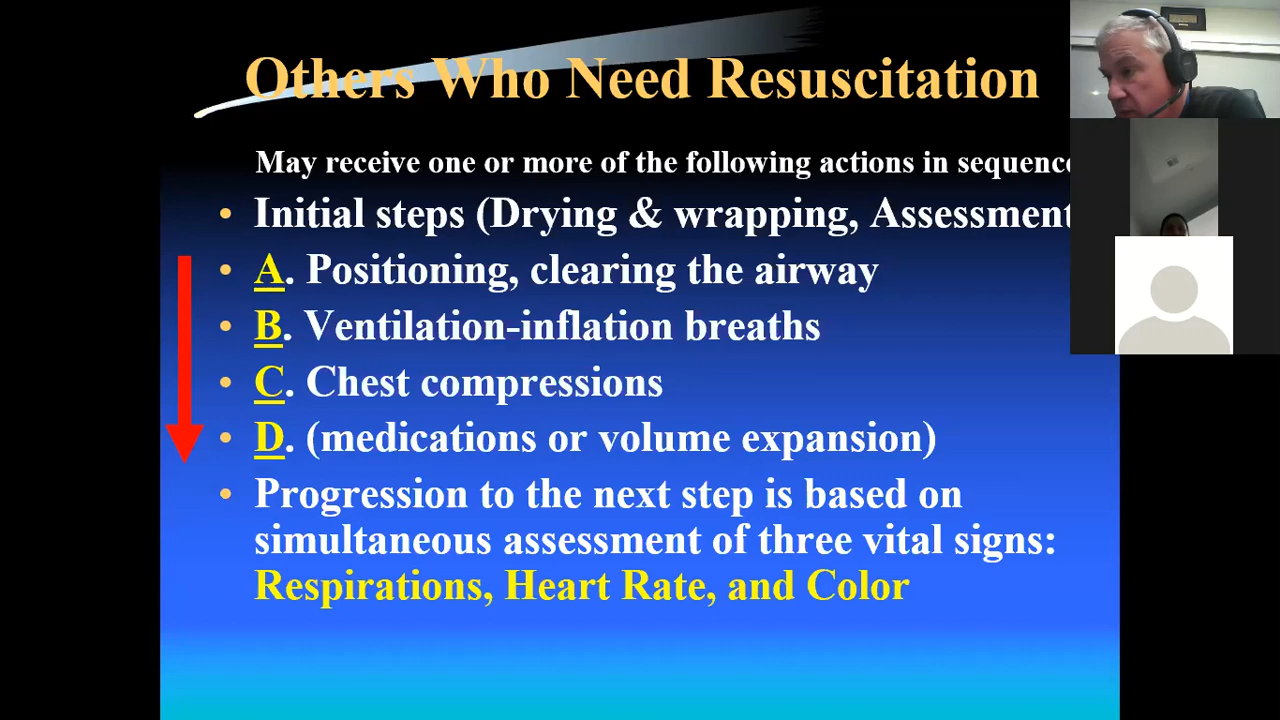 Others Who Need Resuscitation
May receive one or more of the following actions in sequence
• Initial steps (Drying & wrapping, Assessment
• A. Positioning, clearing the airway
• B. Ventilation-inflation breaths
• C. Chest compressions
• D. (medications or volume expansion)
• Progression to the next step is based on
simultaneous assessment of three vital signs:
Respirations, Heart Rate, and Color